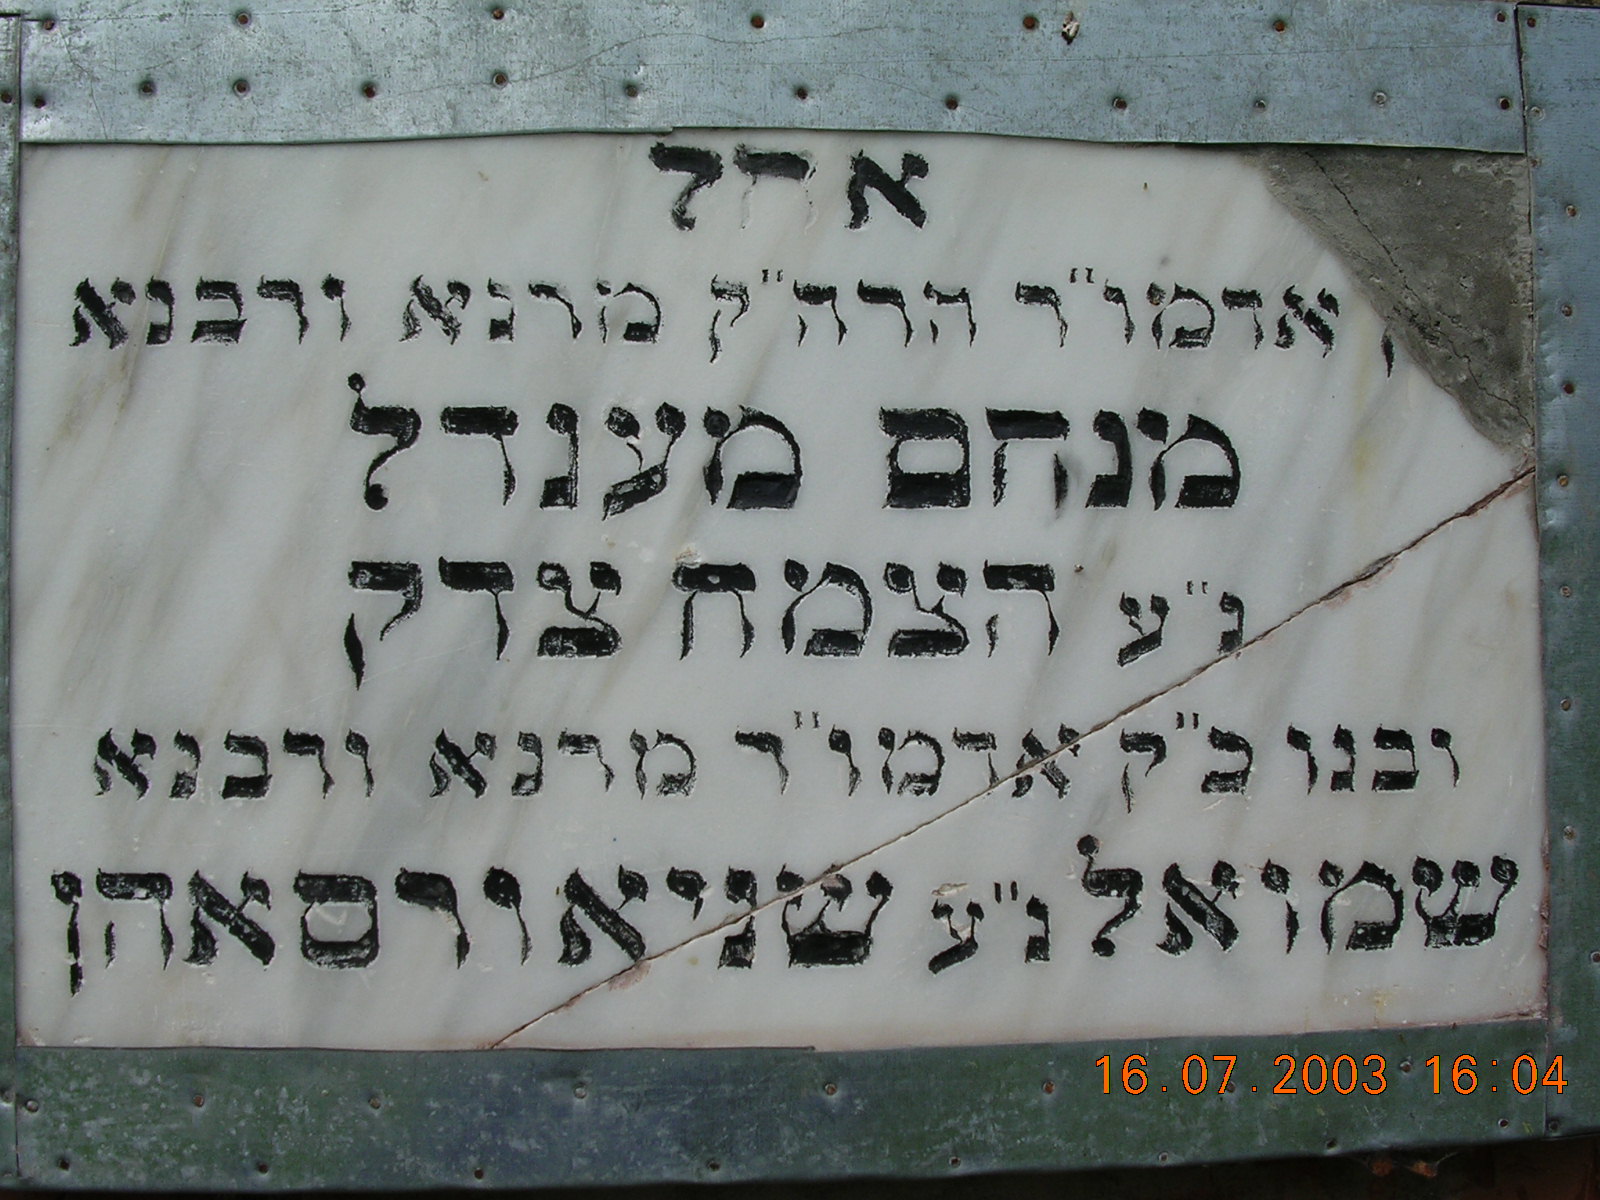 אהל
אדמו"ר הרה"ק מרנא ורבנא
מנחם מענדל
נ"ע הצמח צדק
ובנו כ"ק אדמו"ר מרנא ורבנא
שמואל נ"ע שניאורסאהן
16.07.2003 16:04